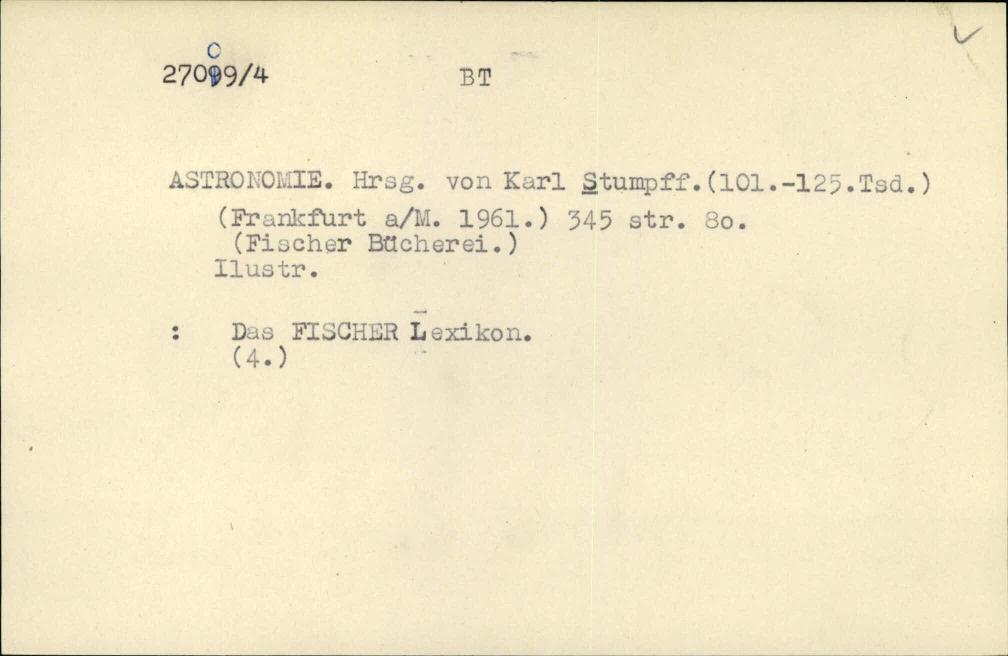 27009/4 BT
ASTRONOMIE. Hrsg. von Karl Stumpff.(101.-125.Tsd.)
(Frankfurt a/M. 1961.) 345 str. 8o.
(Fischer Bücherei.)
Ilustr.
: Das FISCHER Lexikon.
(4.)